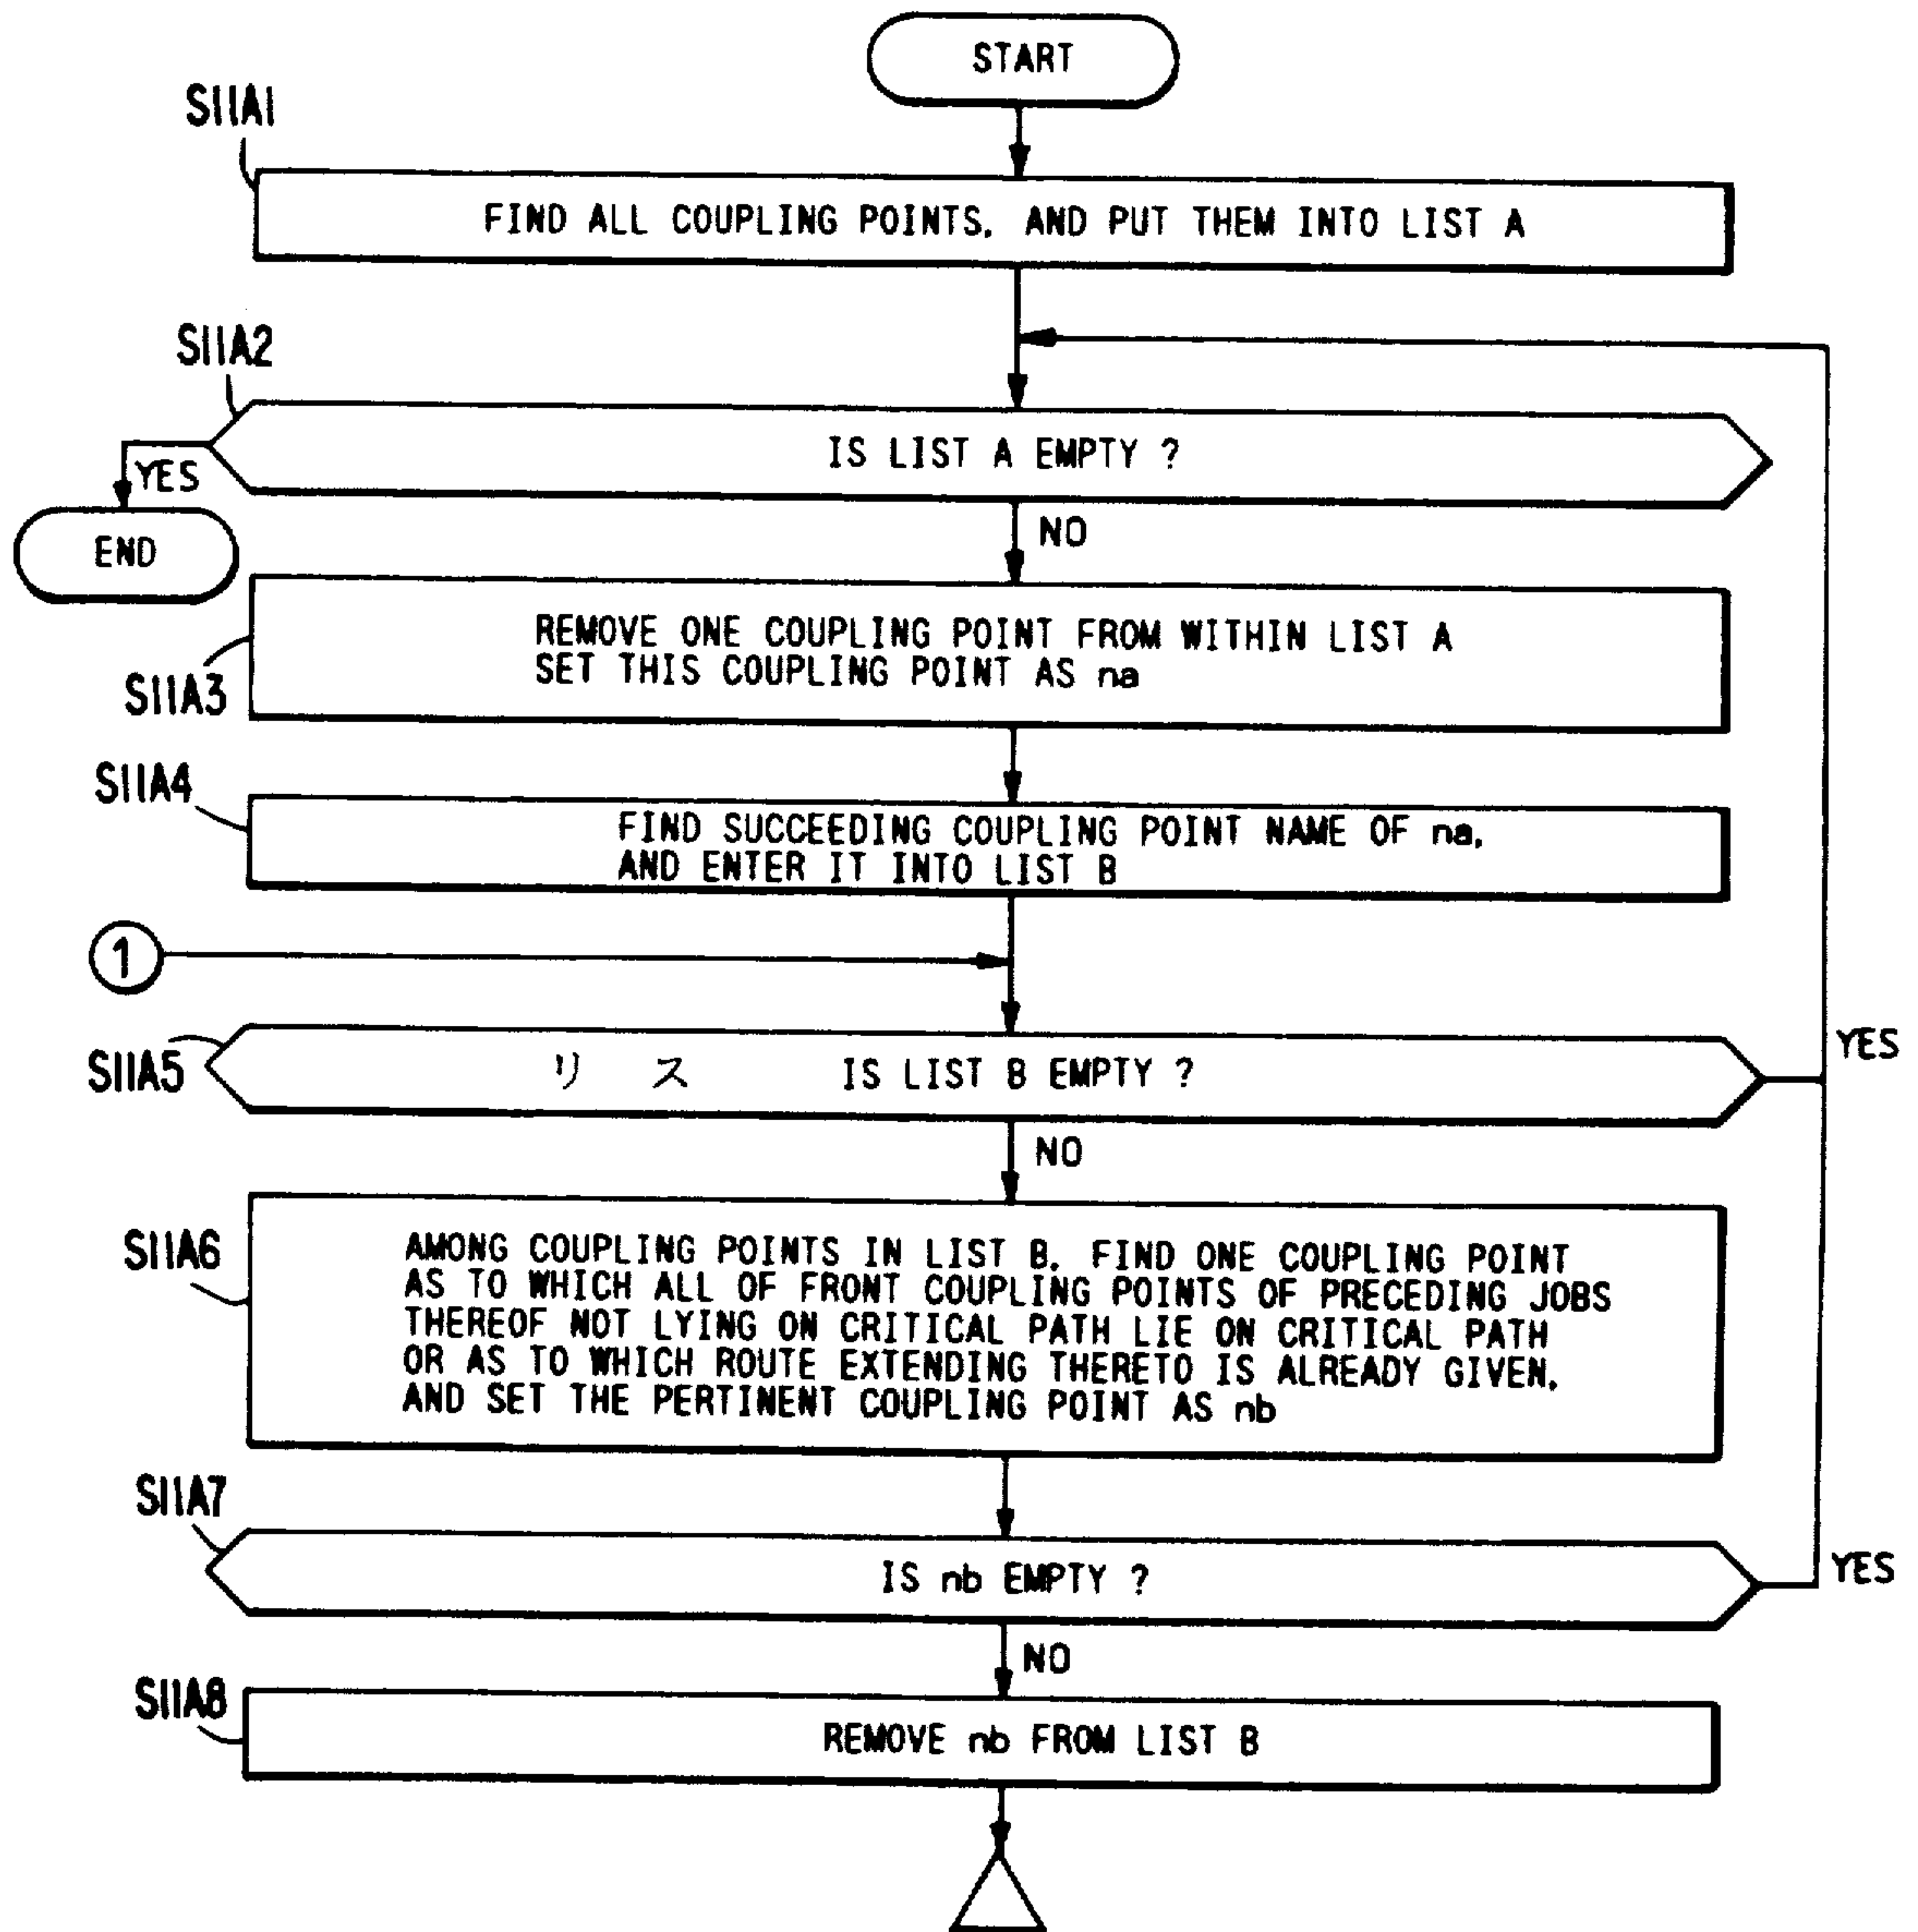 START
S11A1
FIND ALL COUPLING POINTS. AND PUT THEM INTO LIST A
S11A2
IS LIST A EMPTY ?
YES
END
NO
REMOVE ONE COUPLING POINT FROM WITHIN LIST A
SET THIS COUPLING POINT AS na
S11A3
S11A4
FIND SUCCEEDING COUPLING POINT NAME OF na.
AND ENTER IT INTO LIST B
1
S11A5
リ ス IS LIST B EMPTY ?
YES
NO
S11A6
AMONG COUPLING POINTS IN LIST B. FIND ONE COUPLING POINT
AS TO WHICH ALL OF FRONT COUPLING POINTS OF PRECEDING JOBS
THEREOF NOT LYING ON CRITICAL PATH LIE ON CRITICAL PATH
OR AS TO WHICH ROUTE EXTENDING THERETO IS ALREADY GIVEN.
AND SET THE PERTINENT COUPLING POINT AS nb
S11A7
IS nb EMPTY ?
YES
NO
S11A8
REMOVE nb FROM LIST B